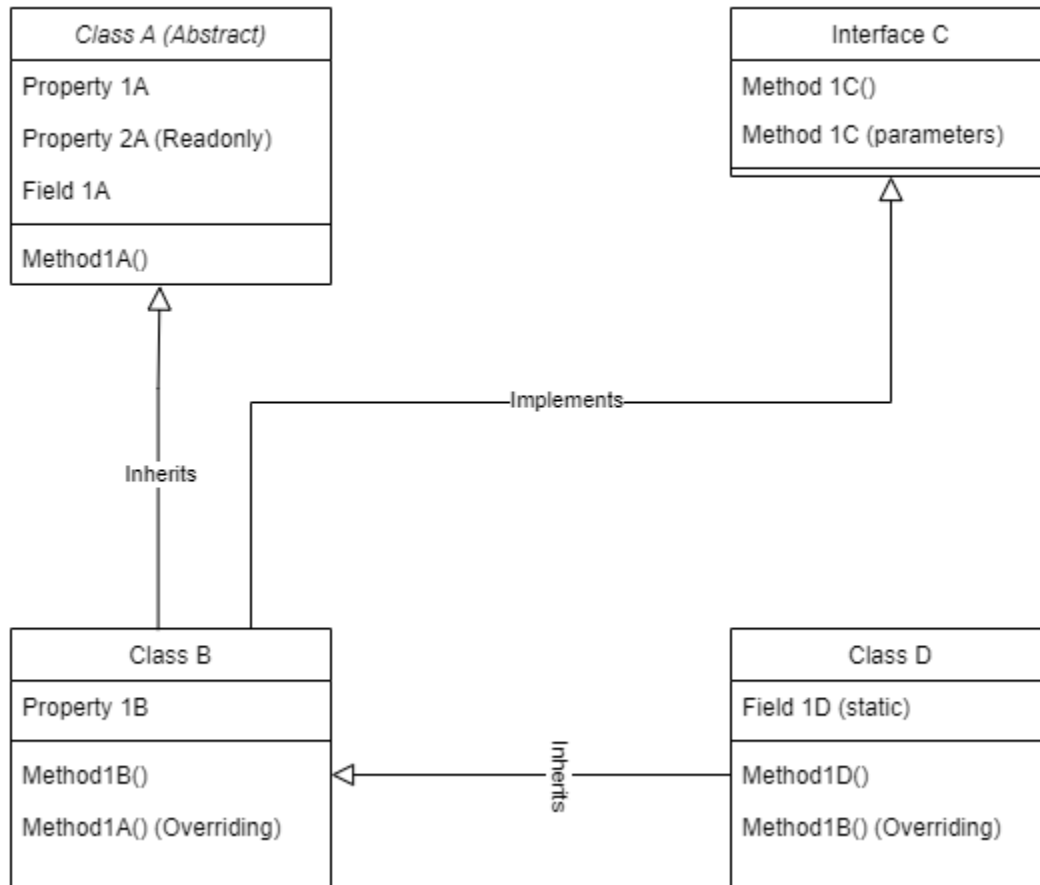 Class A (Abstract)
Property 1A
Property 2A (Readonly)
Field 1A
Method1A()
Interface C
Method 1C()
Method 1C (parameters)
Implements
Inherits
Class B
Property 1B
Method1B()
Method1A() (Overriding)
Inherits
Class D
Field 1D (static)
Method1D()
Method1B() (Overriding)